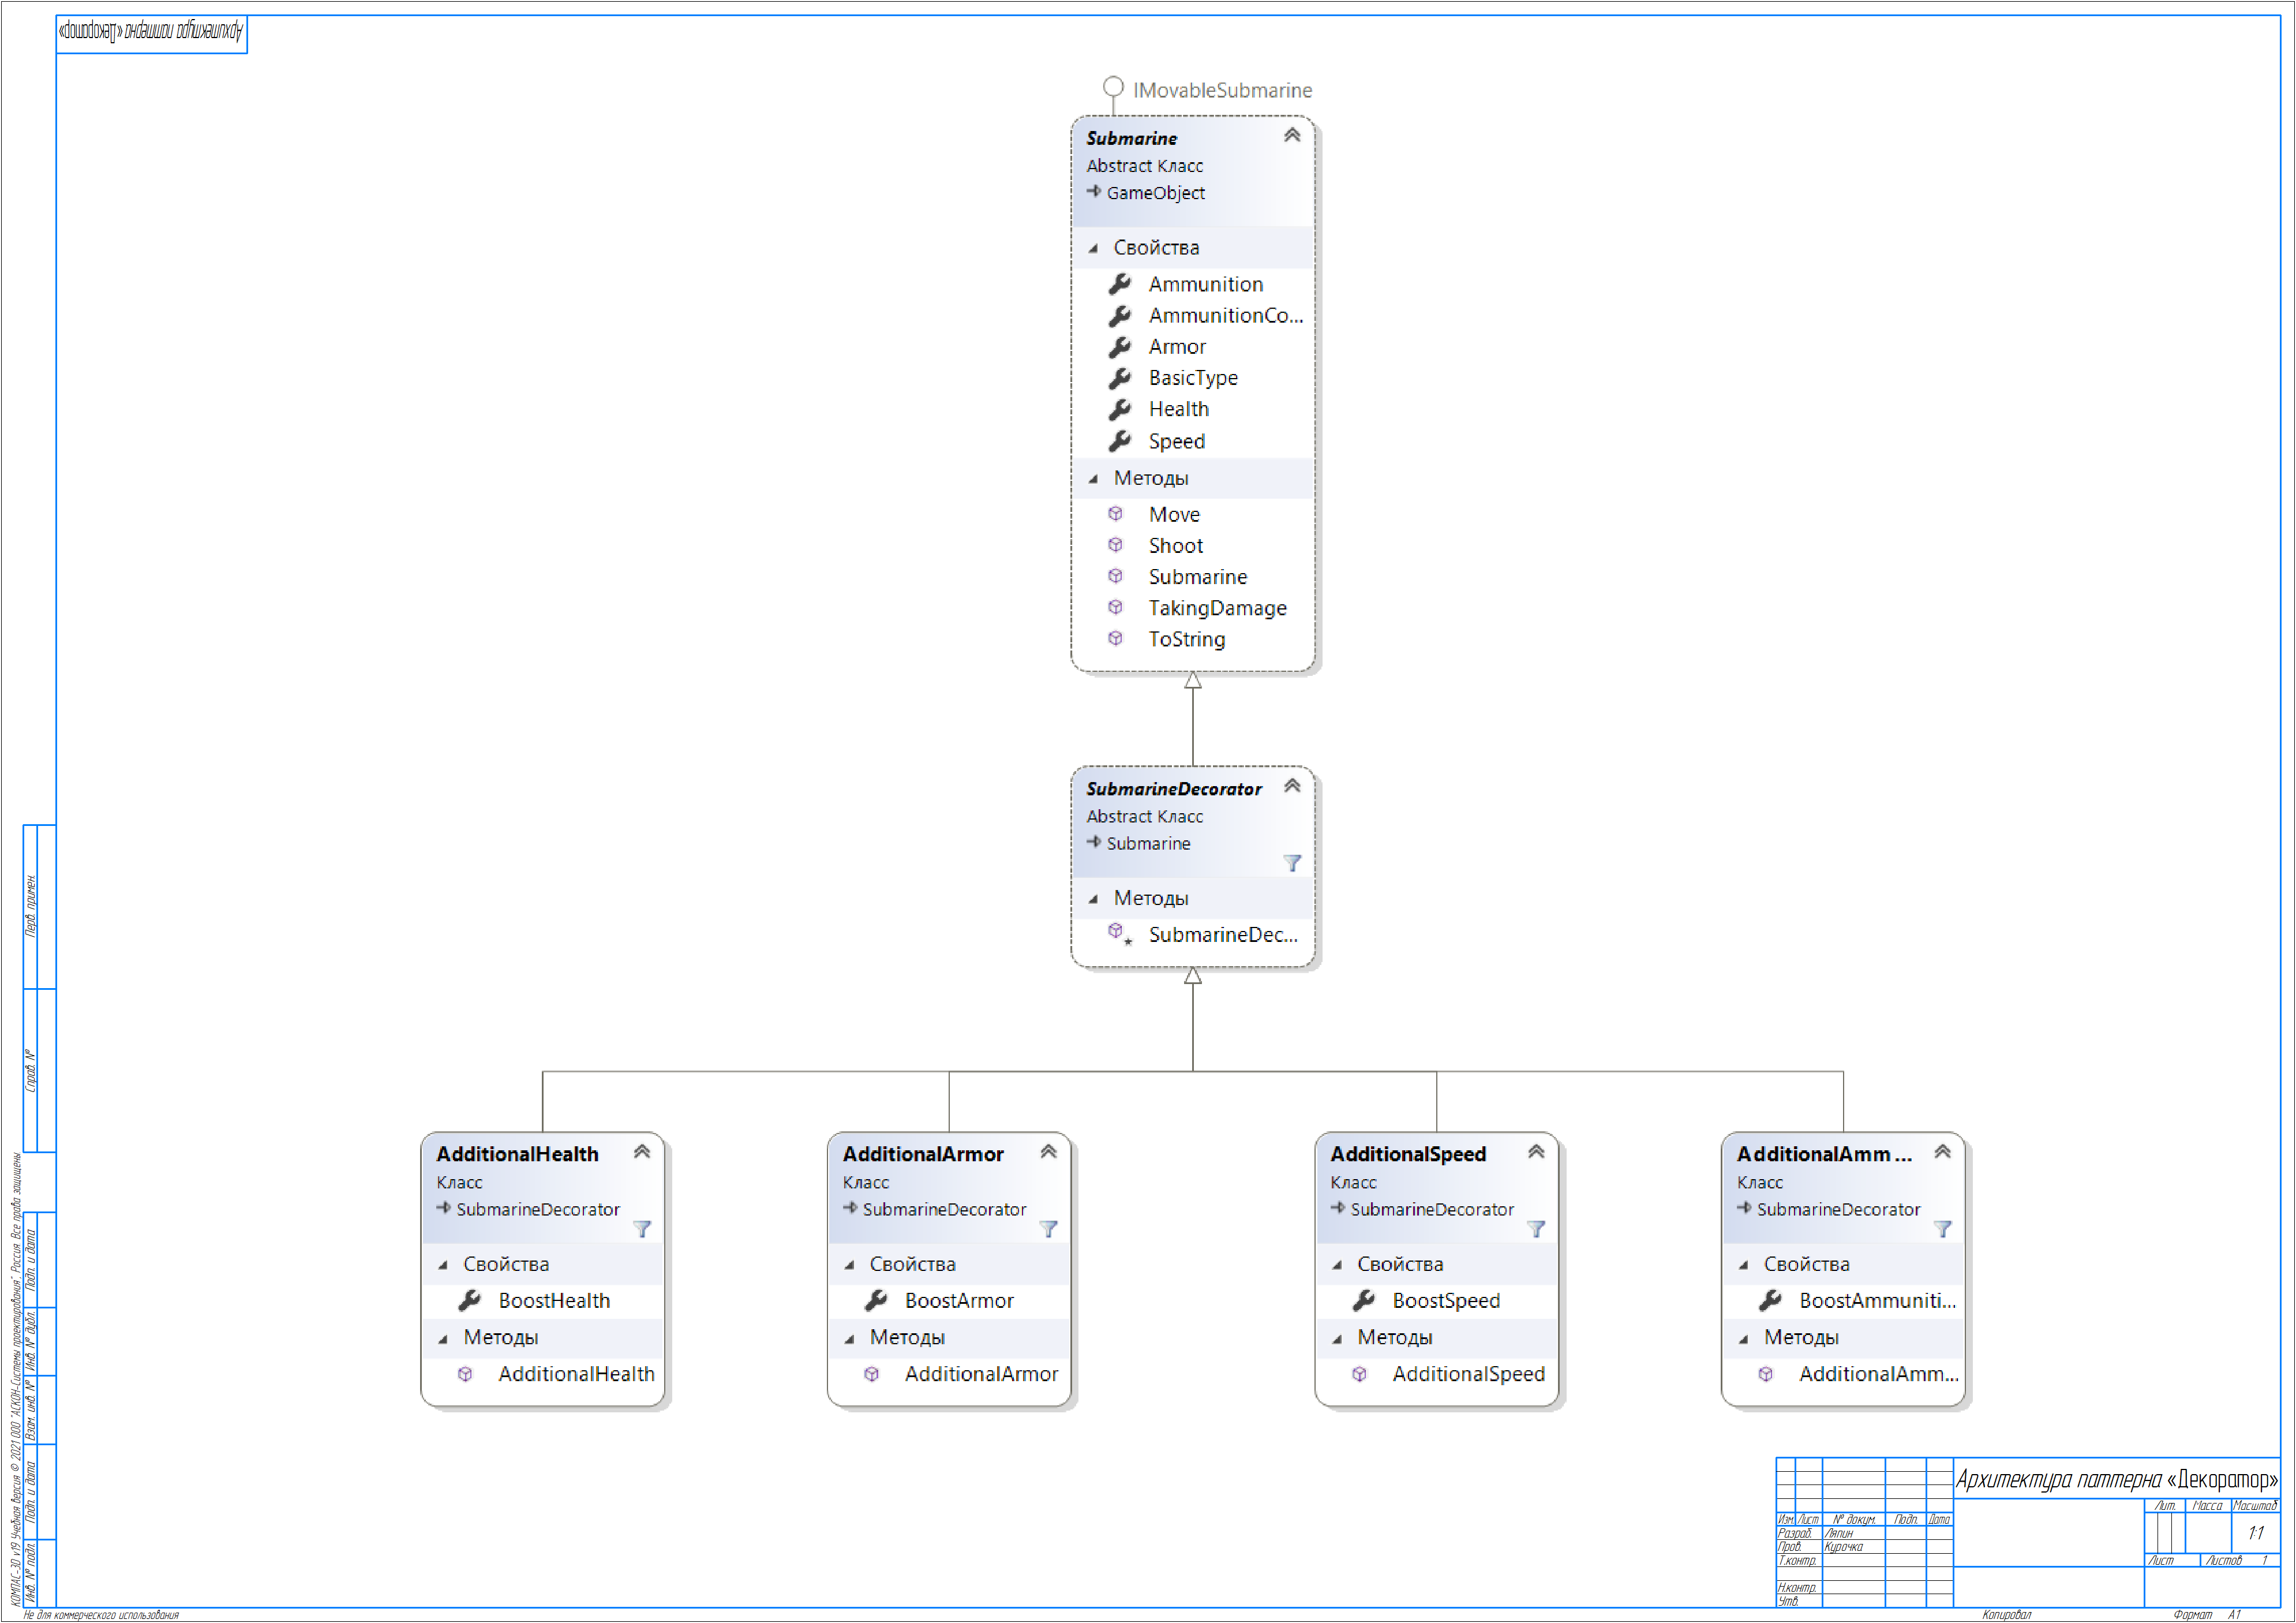 Архитектура паттерна «Декоратор»
IMovableSubmarine
Submarine
Abstract Класс
GameObject
Свойства
Ammunition
AmmunitionCo...
Armor
BasicType
Health
Speed
Методы
Move
Shoot
Submarine
TakingDamage
ToString
SubmarineDecorator
Abstract Класс
Submarine
Методы
SubmarineDec...
AdditionalHealth
Класс
SubmarineDecorator
Свойства
BoostHealth
Методы
AdditionalHealth
AdditionalArmor
Класс
SubmarineDecorator
Свойства
BoostArmor
Методы
AdditionalArmor
AdditionalSpeed
Класс
SubmarineDecorator
Свойства
BoostSpeed
Методы
AdditionalSpeed
AdditionalAmm ...
Класс
SubmarineDecorator
Свойства
BoostAmmuniti...
Методы
AdditionalAmm...
Перв. примен.
Справ. №
Подп. и дата
Инв. № дубл.
Взам. инв. №
Подп. и дата
Инв. № подл.
КОМПАС-3D v19 Учебная версия © 2021 ООО "АСКОН-Системы проектирования", Россия. Все права защищены
Не для коммерческого использования
Архитектура паттерна «Декоратор»
Лит. Масса Масштаб
1:1
Изм. Лист № докум. Подп. Дата
Разраб. Ляпин
Пров. Курочка
Т.контр.
Лист Листов 1
Н.контр.
Утв.
Копировал Формат А1